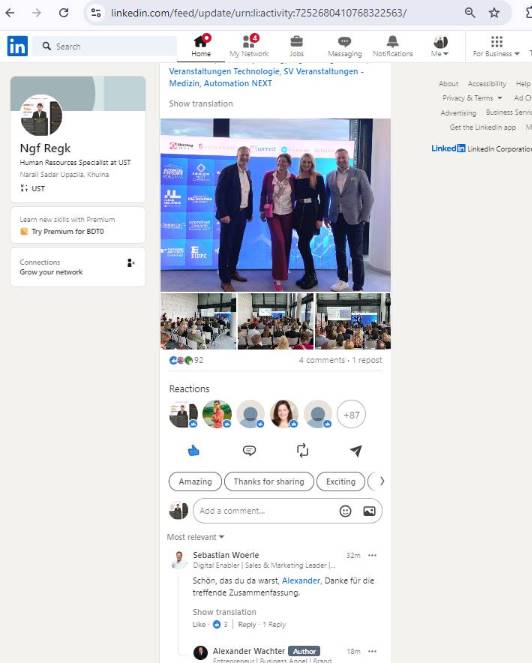 linkedin.com/feed/update/urn:li:activity:7252680410768322563/
in
Search
Home
4
My Network
Jobs
Messaging
Notifications
Me
For Business
Veranstaltungen Technologie, SV Veranstaltungen -
Medizin, Automation NEXT
Show translation
About Accessibility Help
Privacy & Terms
Advertising
Get the LinkedIn app
Linked in LinkedIn Corporation
Ngf Regk
Human Resources Specialist at UST
Narail Sadar Upazila, Khulna
UST
Learn new skills with Premium
Try Premium for BDT0
Connections
Grow your network
92
4 comments · 1 repost
Reactions
+87
Amazing
Thanks for sharing
Exciting
Add a comment...
Most relevant
Sebastian Woerle
32m
Digital Enabler | Sales & Marketing Leader |...
Schön, das du da warst, Alexander, Danke für die
treffende Zusammenfassung.
Show translation
Like · 3 | Reply · 1 Reply
Alexander Wachter Author
18m
Entrepreneur | Business Angel | Brand